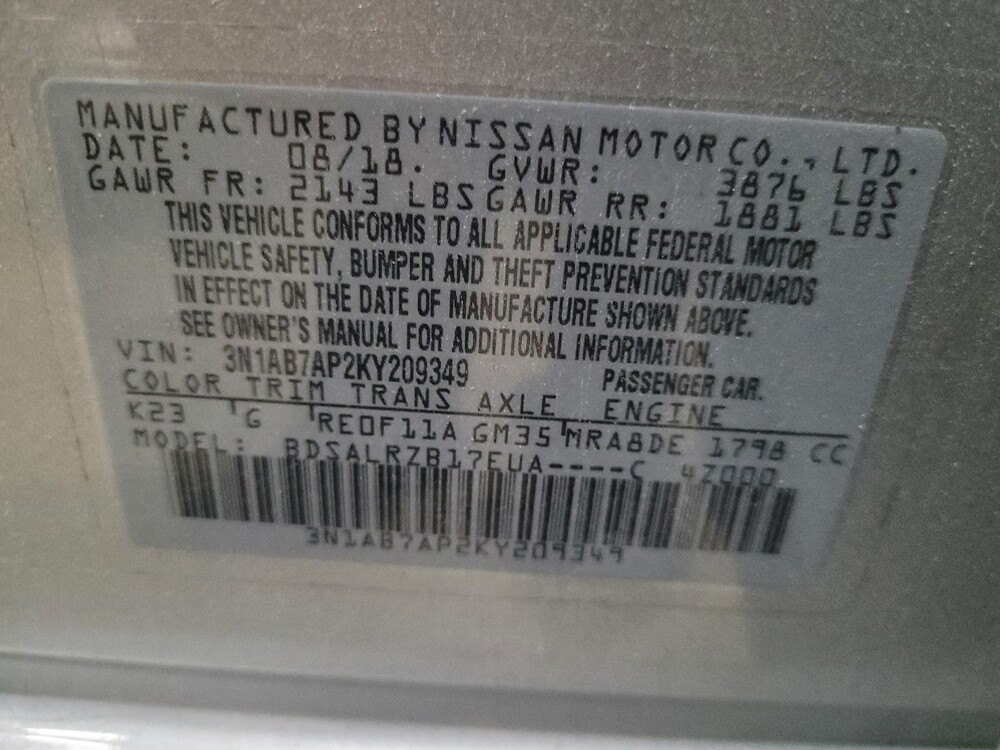 MANUFACTURED BY NISSAN MOTOR CO., LTD.
DATE: 08/18. GVWR: 3876 LBS
GAWR FR: 2143 LBS GAWR RR: 1881 LBS
THIS VEHICLE CONFORMS TO ALL APPLICABLE FEDERAL MOTOR
VEHICLE SAFETY, BUMPER AND THEFT PREVENTION STANDARDS
IN EFFECT ON THE DATE OF MANUFACTURE SHOWN ABOVE.
SEE OWNER'S MANUAL FOR ADDITIONAL INFORMATION.
VIN: 3N1AB7AP2KY209349 PASSENGER CAR.
COLOR TRIM TRANS AXLE ENGINE
K23 G RE0F11A GM35 MRA8DE 1798 CC
MODEL: BDSALRZB17EUA----C 4Z000
3N1AB7AP2KY209349